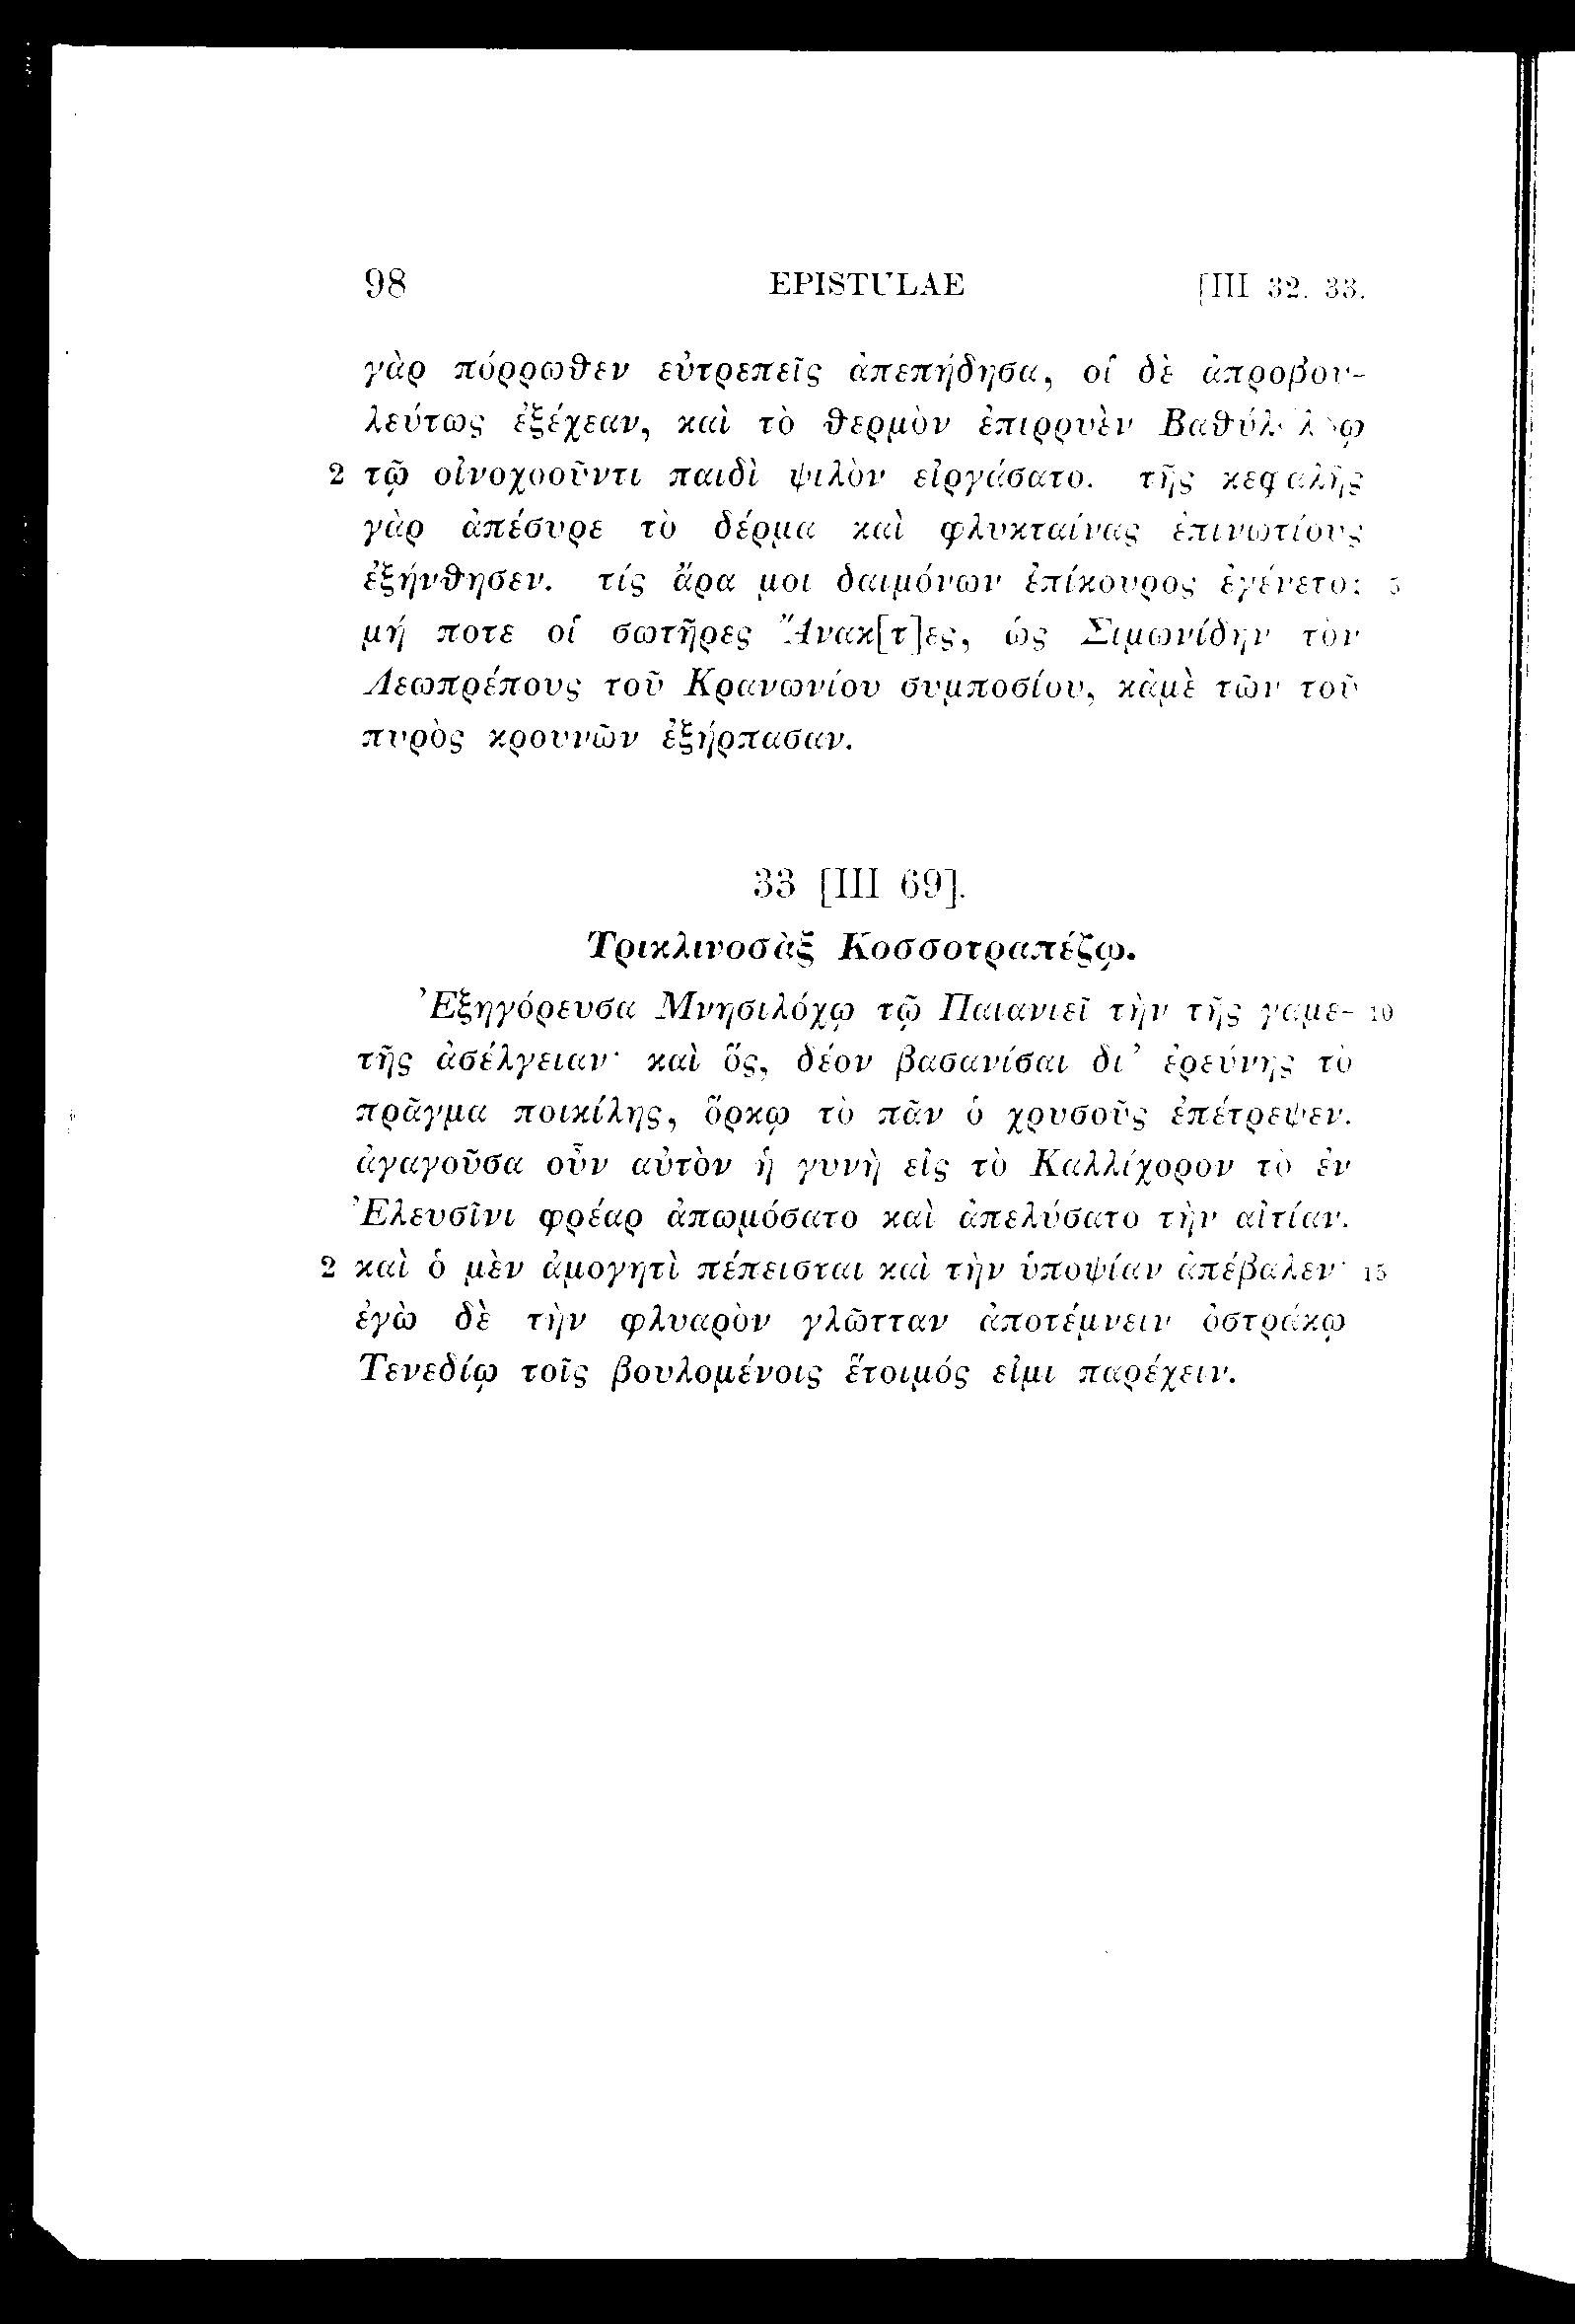 98 EPISTULAE [III 32. 33.
γὰρ πόρρωθεν εὐτρεπεῖς ἀπεπήδησα, οἱ δὲ ἀπροβου-
λεύτως ἐξέχεαν, καὶ τὸ θερμὸν ἐπιρρυὲν Βαθύλ<λ>ῳ
2 τῷ οἰνοχοοῦντι παιδὶ ψιλὸν εἰργάσατο. τῆς κεφαλῆς
γὰρ ἀπέσυρε τὸ δέρμα καὶ φλυκταίνας ἐπινωτίους
ἐξήνθησεν. τίς ἄρα μοι δαιμόνων ἐπίκουρος ἐγένετο; 5
μή ποτε οἱ σωτῆρες Ἄνακ[τ]ες, ὡς Σιμωνίδην τὸν
Λεωπρέπους τοῦ Κρανωνίου συμποσίου, κἀμὲ τῶν τοῦ
πυρὸς κρουνῶν ἐξήρπασαν.
33 [III 69].
Τρικλινοσὰξ Κοσσοτραπέζῳ.
Ἐξηγόρευσα Μνησιλόχῳ τῷ Παιανιεῖ τὴν τῆς γαμε- 10
τῆς ἀσέλγειαν· καὶ ὅς, δέον βασανίσαι δι’ ἐρεύνης τὸ
πρᾶγμα ποικίλης, ὅρκῳ τὸ πᾶν ὁ χρυσοῦς ἐπέτρεψεν.
ἀγαγοῦσα οὖν αὐτὸν ἡ γυνὴ εἰς τὸ Καλλίχορον τὸ ἐν
Ἐλευσῖνι φρέαρ ἀπωμόσατο καὶ ἀπελύσατο τὴν αἰτίαν.
2 καὶ ὁ μὲν ἀμογητὶ πέπεισται καὶ τὴν ὑποψίαν ἀπέβαλεν· 15
ἐγὼ δὲ τὴν φλυαρὸν γλῶτταν ἀποτέμνειν ὀστράκῳ
Τενεδίῳ τοῖς βουλομένοις ἕτοιμός εἰμι παρέχειν.